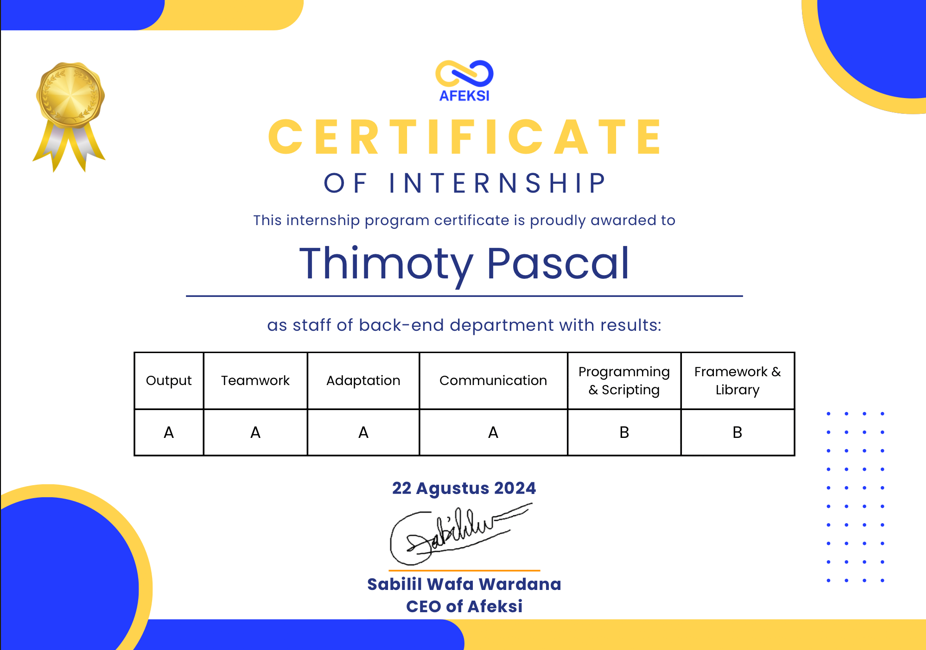 AFEKSI
CERTIFICATE
OF INTERNSHIP
This internship program certificate is proudly awarded to
Thimoty Pascal
as staff of back-end department with results:
Output Teamwork Adaptation Communication Programming & Scripting Framework & Library
A A A A B B
22 Agustus 2024
Sabilil Wafa Wardana
CEO of Afeksi